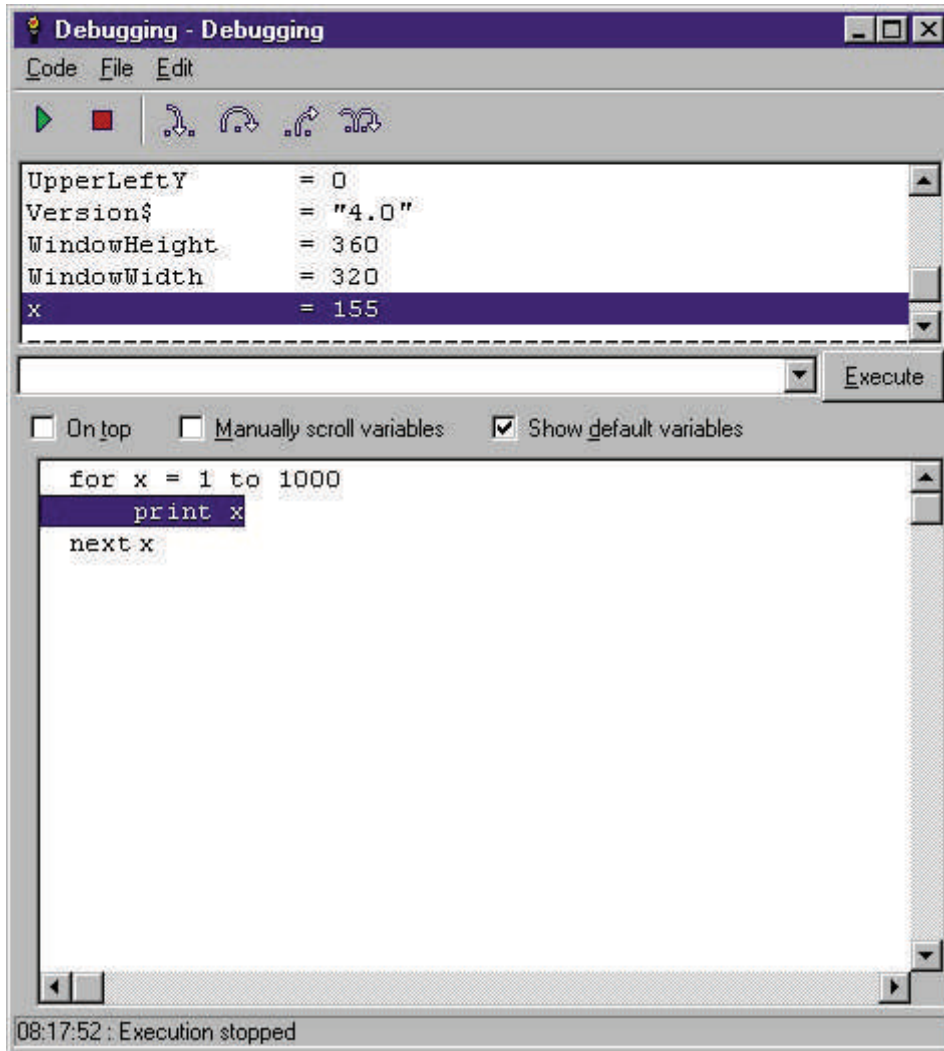 Debugging - Debugging
Code File Edit
UpperLeftY = 0
Version$ = "4.0"
WindowHeight = 360
WindowWidth = 320
x = 155
Execute
On top Manually scroll variables Show default variables
for x = 1 to 1000
print x
next x
08:17:52 : Execution stopped